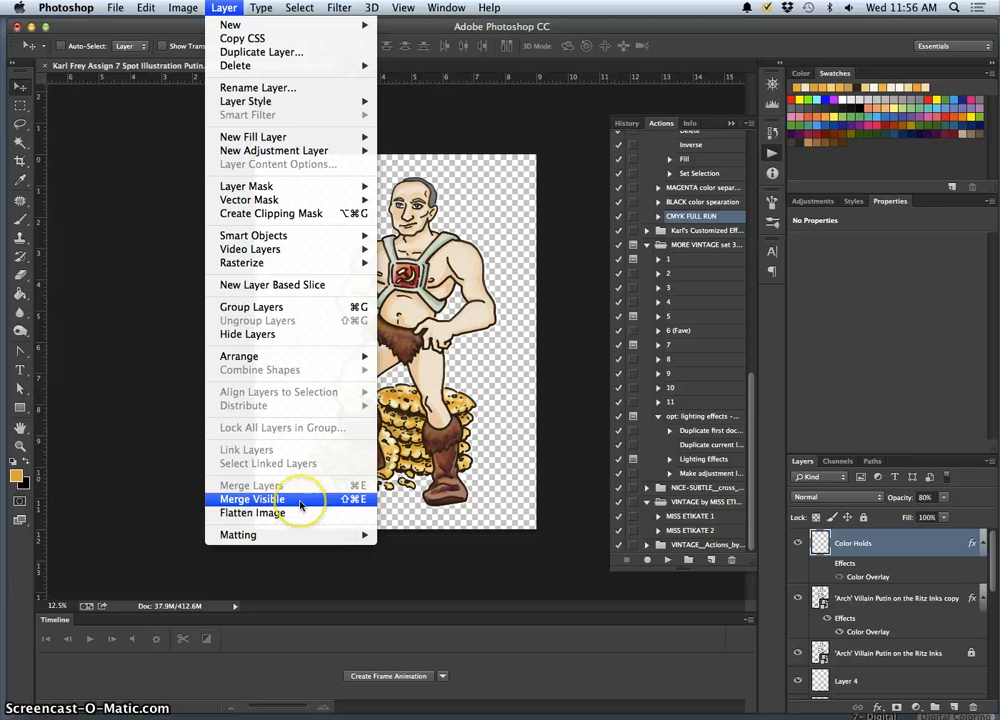 Photoshop File Edit Image Layer Type Select Filter 3D View Window Help Wed 11:56 AM
Adobe Photoshop CC
Auto-Select: Layer Show Trans 3D Mode: Essentials
Karl Frey Assign 7 Spot Illustration Putin.
New
Copy CSS
Duplicate Layer...
Delete
Rename Layer...
Layer Style
Smart Filter
New Fill Layer
New Adjustment Layer
Layer Content Options...
Layer Mask
Vector Mask
Create Clipping Mask ⌥⌘G
Smart Objects
Video Layers
Rasterize
New Layer Based Slice
Group Layers ⌘G
Ungroup Layers ⇧⌘G
Hide Layers
Arrange
Combine Shapes
Align Layers to Selection
Distribute
Lock All Layers in Group...
Link Layers
Select Linked Layers
Merge Layers ⌘E
Merge Visible ⇧⌘E
Flatten Image
Matting
History Actions Info
Delete
Inverse
Fill
Set Selection
MAGENTA color separ...
BLACK color speration
CMYK FULL RUN
Karl's Customized Eff...
MORE VINTAGE set 3...
1
2
3
4
5
6 (Fave)
7
8
9
10
11
opt: lighting effects -...
Duplicate first doc...
Duplicate current l...
Lighting Effects
Make adjustment l...
NICE-SUBTLE__cross_...
VINTAGE by MISS ETI...
MISS ETIKATE 1
MISS ETIKATE 2
VINTAGE__Actions_by...
Color Swatches
Adjustments Styles Properties
No Properties
Layers Channels Paths
Kind
Normal Opacity: 80%
Lock: Fill: 100%
Color Holds fx
Effects
Color Overlay
'Arch' Villain Putin on the Ritz Inks copy fx
Effects
Color Overlay
'Arch' Villain Putin on the Ritz Inks
Layer 4
12.5% Doc: 37.9M/412.6M
Timeline
Create Frame Animation
Screencast-O-Matic.com